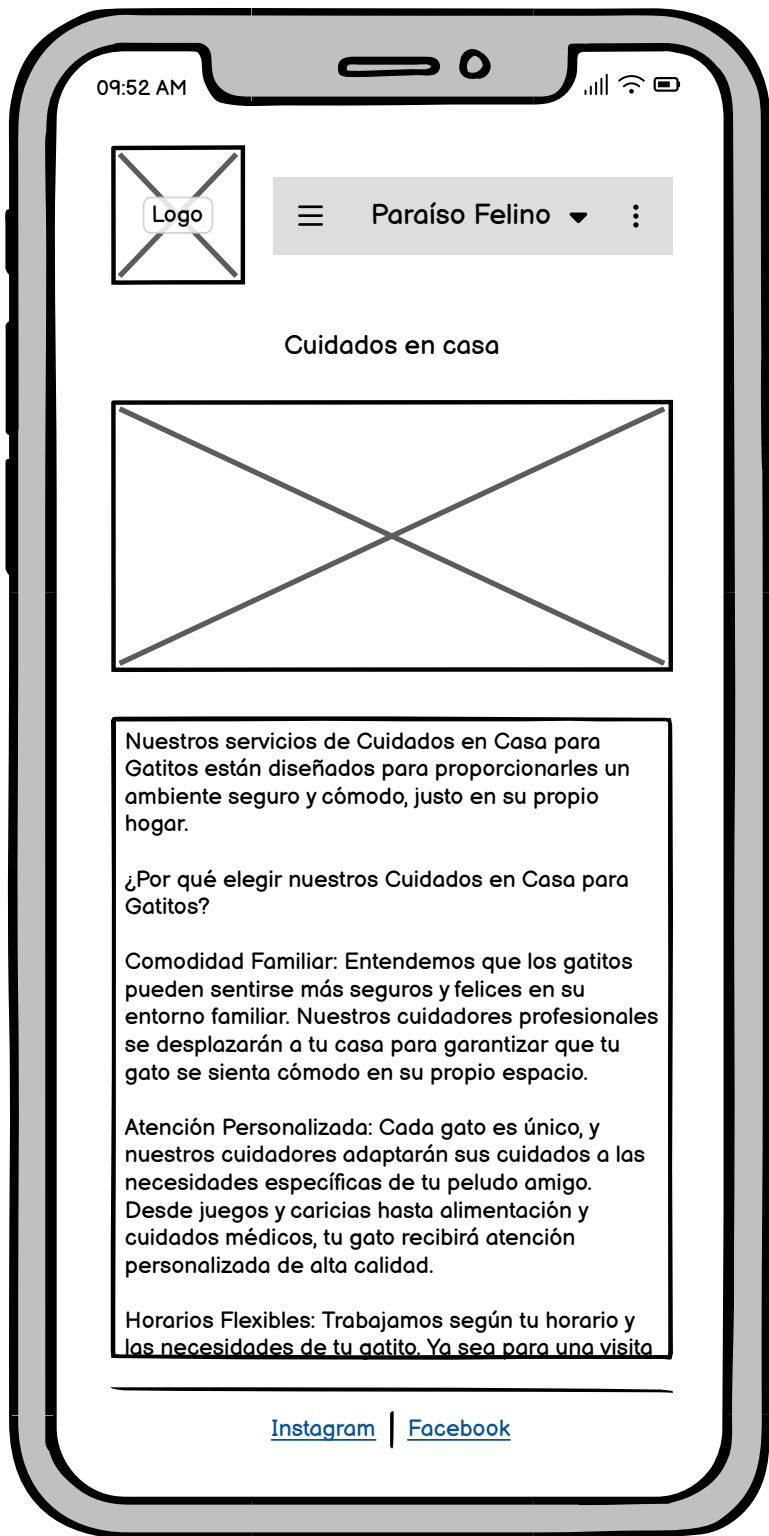 09:52 AM
Logo
Paraíso Felino
Cuidados en casa
Nuestros servicios de Cuidados en Casa para
Gatitos están diseñados para proporcionarles un
ambiente seguro y cómodo, justo en su propio
hogar.
¿Por qué elegir nuestros Cuidados en Casa para
Gatitos?
Comodidad Familiar: Entendemos que los gatitos
pueden sentirse más seguros y felices en su
entorno familiar. Nuestros cuidadores profesionales
se desplazarán a tu casa para garantizar que tu
gato se sienta cómodo en su propio espacio.
Atención Personalizada: Cada gato es único, y
nuestros cuidadores adaptarán sus cuidados a las
necesidades específicas de tu peludo amigo.
Desde juegos y caricias hasta alimentación y
cuidados médicos, tu gato recibirá atención
personalizada de alta calidad.
Horarios Flexibles: Trabajamos según tu horario y
las necesidades de tu gatito. Ya sea para una visita
Instagram | Facebook